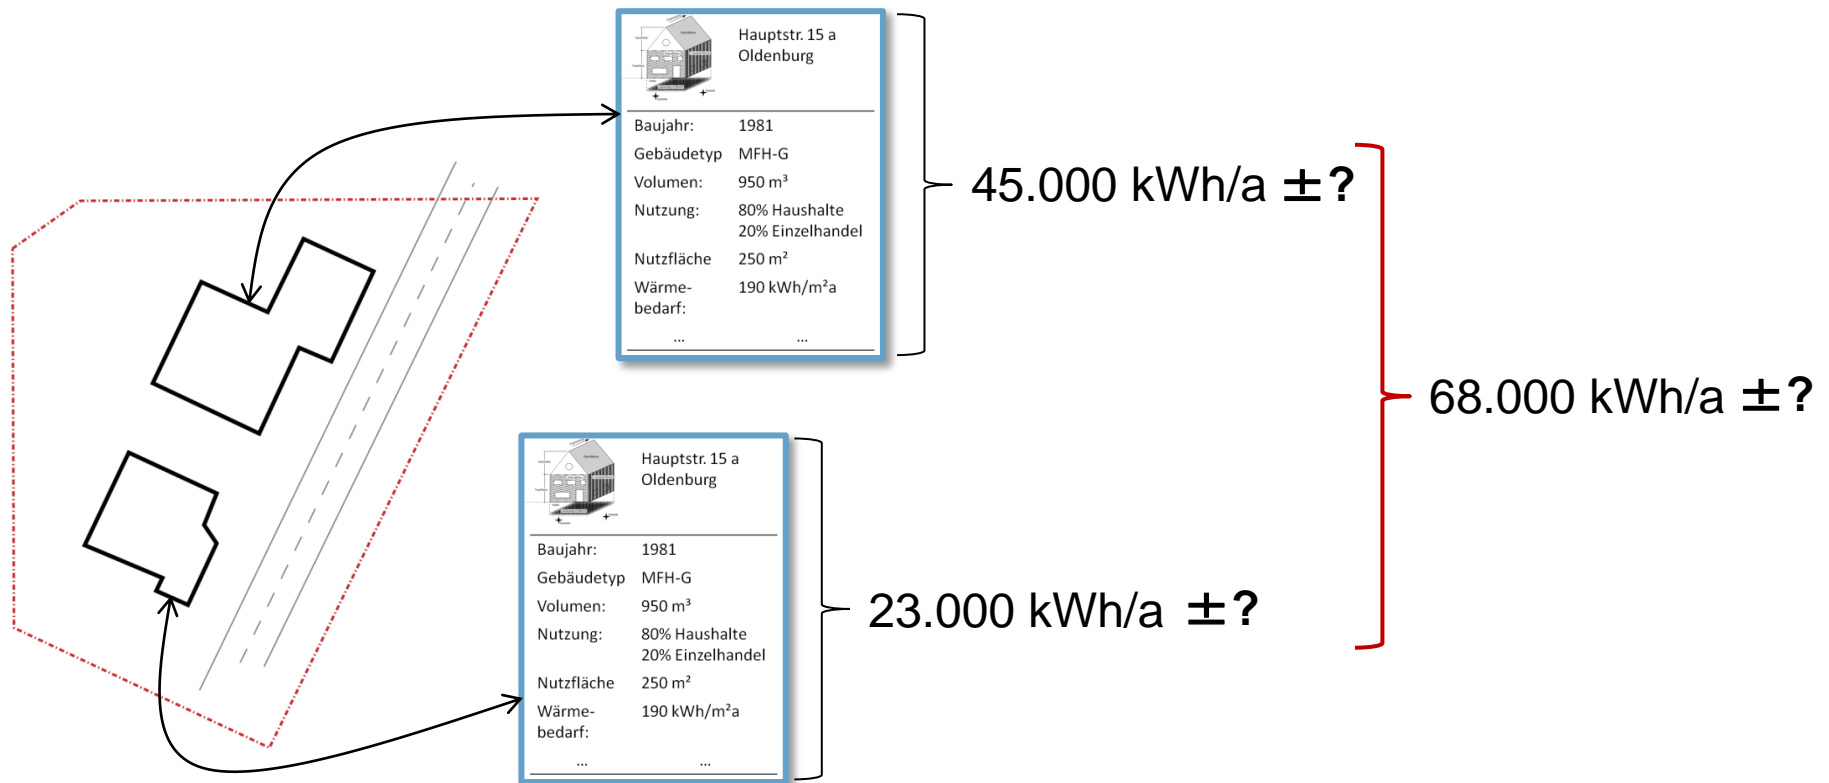 Hauptstr. 15 a
Oldenburg
Baujahr: 1981
Gebäudetyp MFH-G
Volumen: 950 m³
Nutzung: 80% Haushalte
20% Einzelhandel
Nutzfläche 250 m²
Wärme- 190 kWh/m²a
bedarf:
... ...
45.000 kWh/a ±?
68.000 kWh/a ±?
Hauptstr. 15 a
Oldenburg
Baujahr: 1981
Gebäudetyp MFH-G
Volumen: 950 m³
Nutzung: 80% Haushalte
20% Einzelhandel
Nutzfläche 250 m²
Wärme- 190 kWh/m²a
bedarf:
... ...
23.000 kWh/a ±?